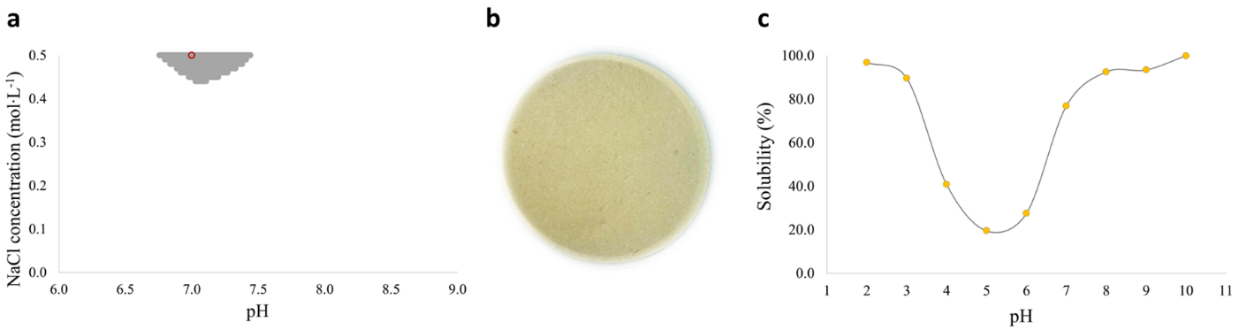 a
b
c
NaCl concentration (mol·L⁻¹)
0.5
0.4
0.3
0.2
0.1
0.0
6.0 6.5 7.0 7.5 8.0 8.5 9.0
pH
Solubility (%)
100.0
80.0
60.0
40.0
20.0
0.0
1 2 3 4 5 6 7 8 9 10 11
pH